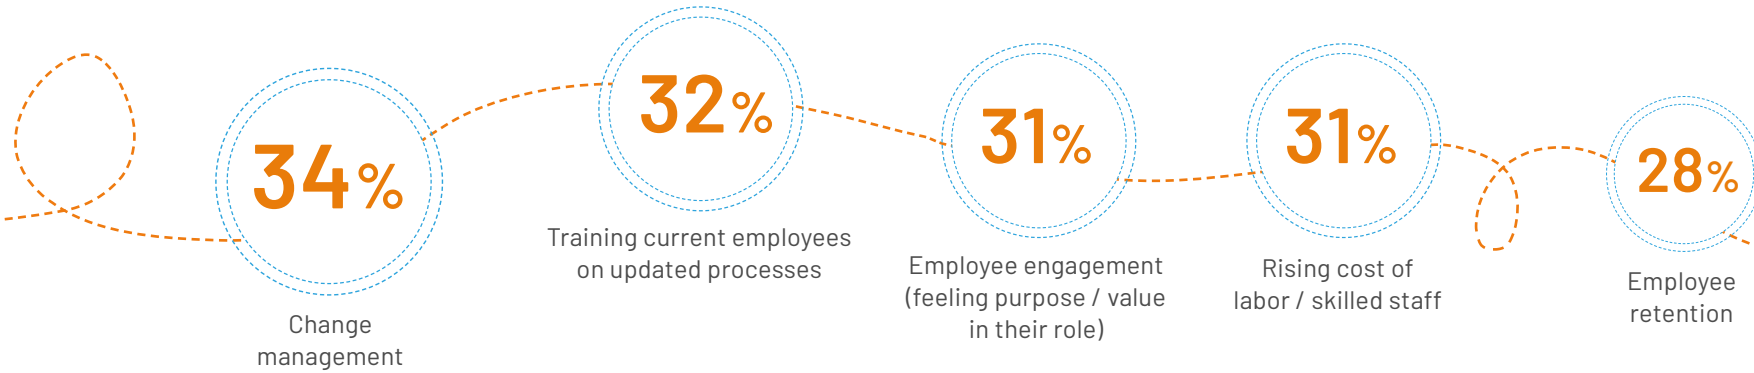 34%
Change
management
32%
Training current employees
on updated processes
31%
Employee engagement
(feeling purpose / value
in their role)
31%
Rising cost of
labor / skilled staff
28%
Employee
retention